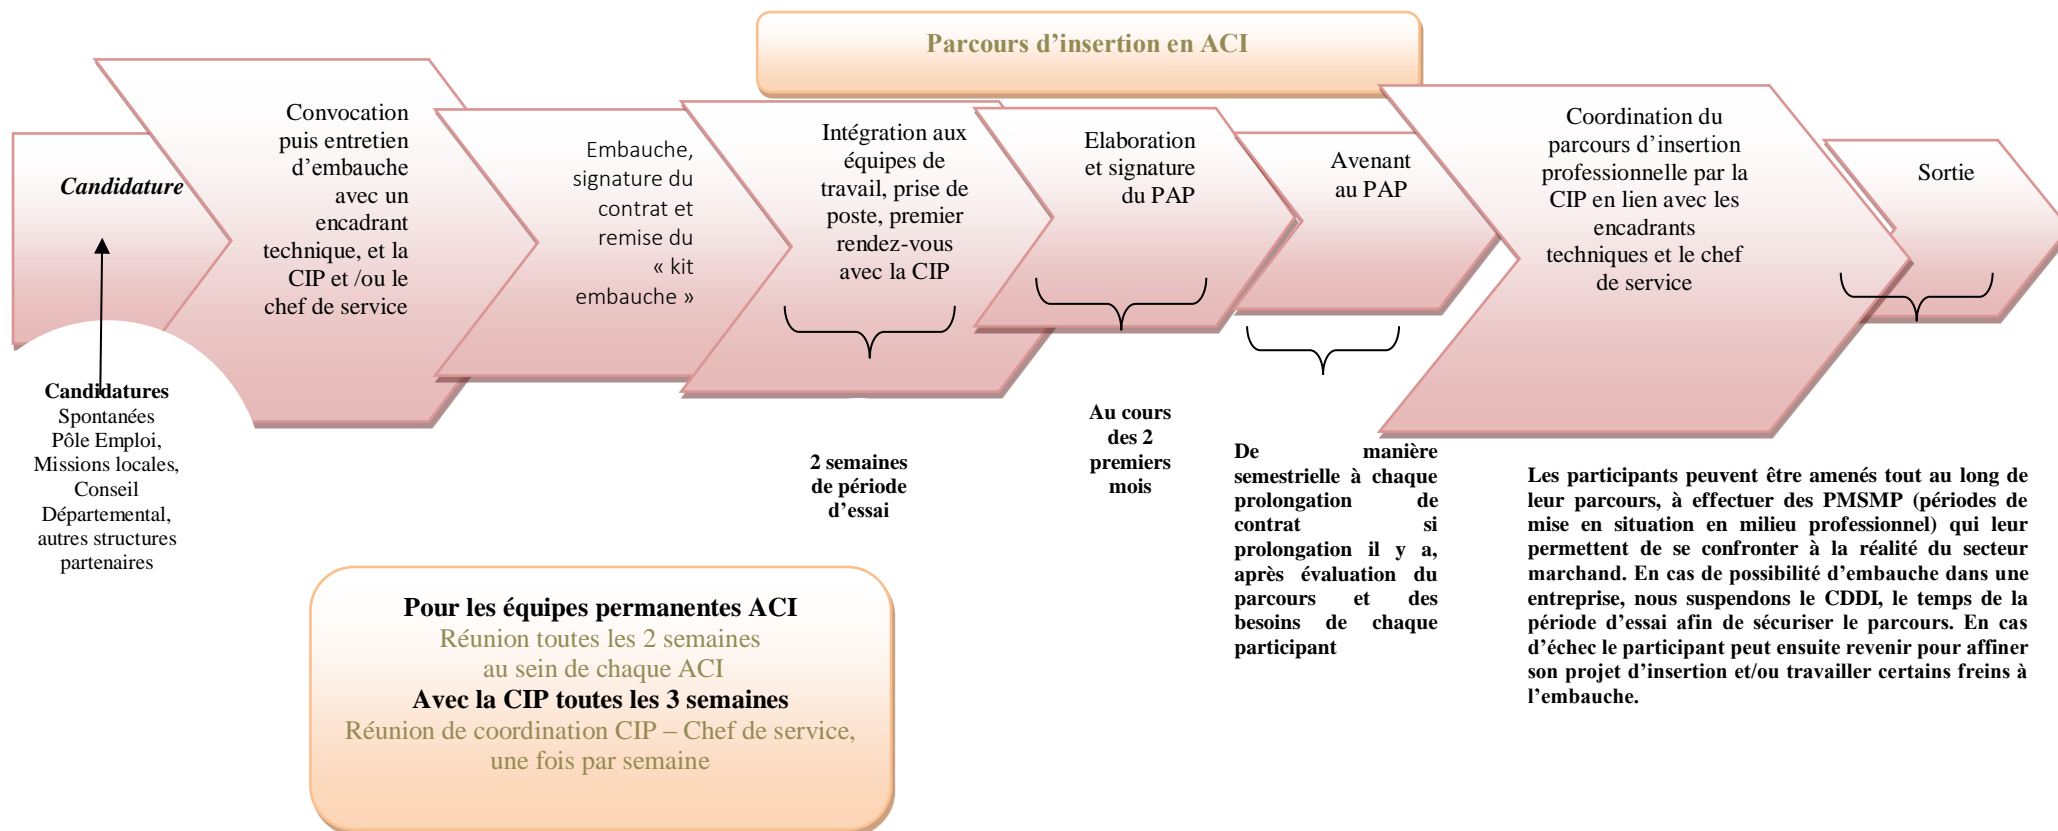 Parcours d’insertion en ACI
Candidature
Convocation
puis entretien
d’embauche
avec un
encadrant
technique, et la
CIP et /ou le
chef de service
Embauche,
signature du
contrat et
remise du
« kit
embauche »
Intégration aux
équipes de
travail, prise de
poste, premier
rendez-vous
avec la CIP
Elaboration
et signature
du PAP
Avenant
au PAP
Coordination du
parcours d’insertion
professionnelle par la
CIP en lien avec les
encadrants
techniques et le chef
de service
Sortie
Candidatures
Spontanées
Pôle Emploi,
Missions locales,
Conseil
Départemental,
autres structures
partenaires
2 semaines
de période
d’essai
Au cours
des 2
premiers
mois
De manière
semestrielle à chaque
prolongation de
contrat si
prolongation il y a,
après évaluation du
parcours et des
besoins de chaque
participant
Les participants peuvent être amenés tout au long de
leur parcours, à effectuer des PMSMP (périodes de
mise en situation en milieu professionnel) qui leur
permettent de se confronter à la réalité du secteur
marchand. En cas de possibilité d’embauche dans une
entreprise, nous suspendons le CDDI, le temps de la
période d’essai afin de sécuriser le parcours. En cas
d’échec le participant peut ensuite revenir pour affiner
son projet d’insertion et/ou travailler certains freins à
l’embauche.
Pour les équipes permanentes ACI
Réunion toutes les 2 semaines
au sein de chaque ACI
Avec la CIP toutes les 3 semaines
Réunion de coordination CIP – Chef de service,
une fois par semaine